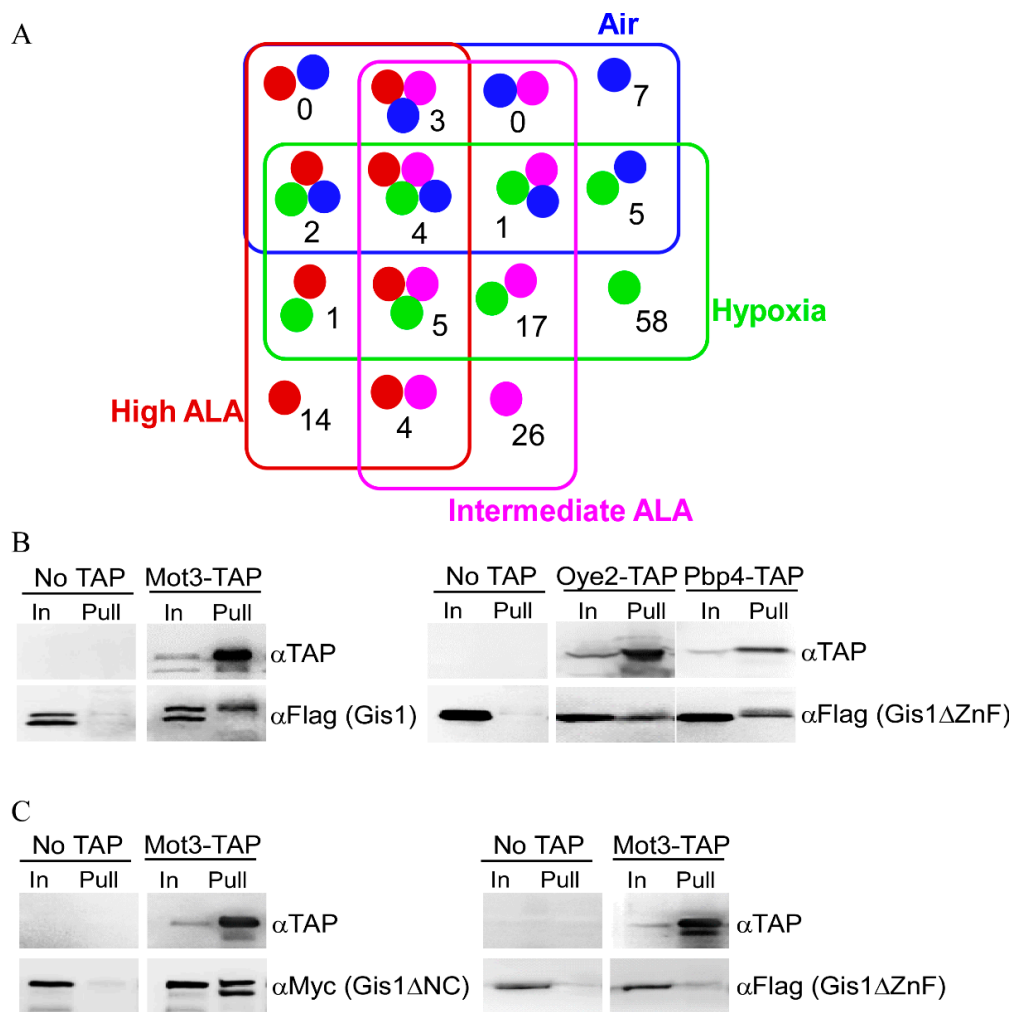 A
Air
0
3
0
7
2
4
1
5
1
5
17
58
Hypoxia
High ALA
14
4
26
Intermediate ALA
B
No TAP Mot3-TAP
In Pull In Pull
αTAP
αFlag (Gis1)
No TAP Oye2-TAP Pbp4-TAP
In Pull In Pull In Pull
αTAP
αFlag (Gis1ΔZnF)
C
No TAP Mot3-TAP
In Pull In Pull
αTAP
αMyc (Gis1ΔNC)
No TAP Mot3-TAP
In Pull In Pull
αTAP
αFlag (Gis1ΔZnF)